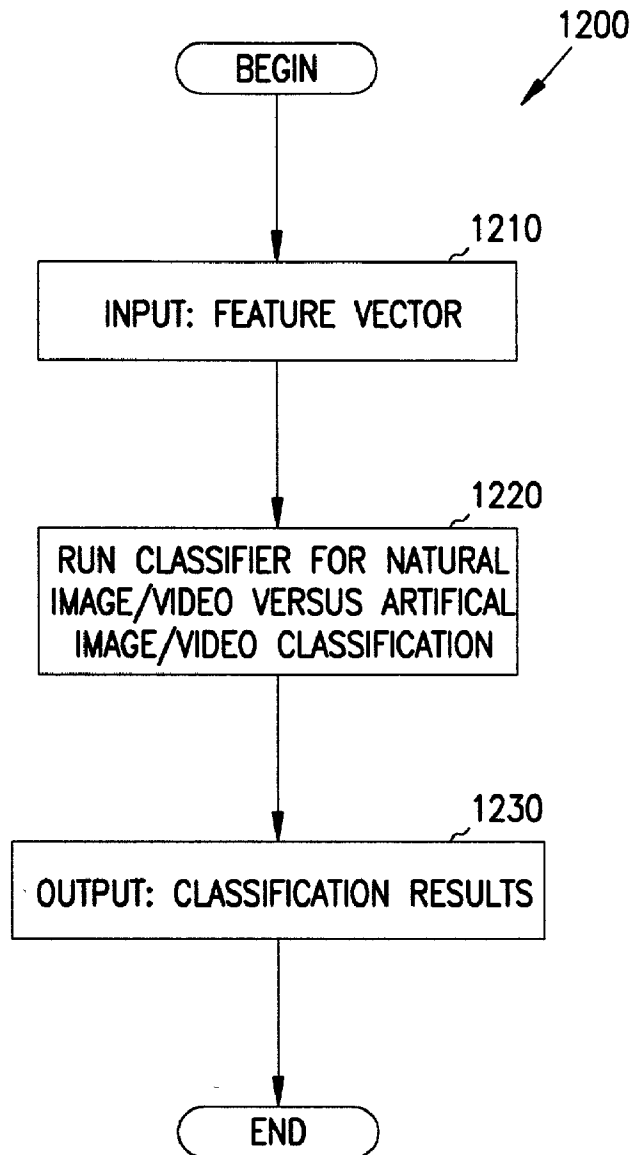 1200
BEGIN
1210
INPUT: FEATURE VECTOR
1220
RUN CLASSIFIER FOR NATURAL
IMAGE/VIDEO VERSUS ARTIFICAL
IMAGE/VIDEO CLASSIFICATION
1230
OUTPUT: CLASSIFICATION RESULTS
END